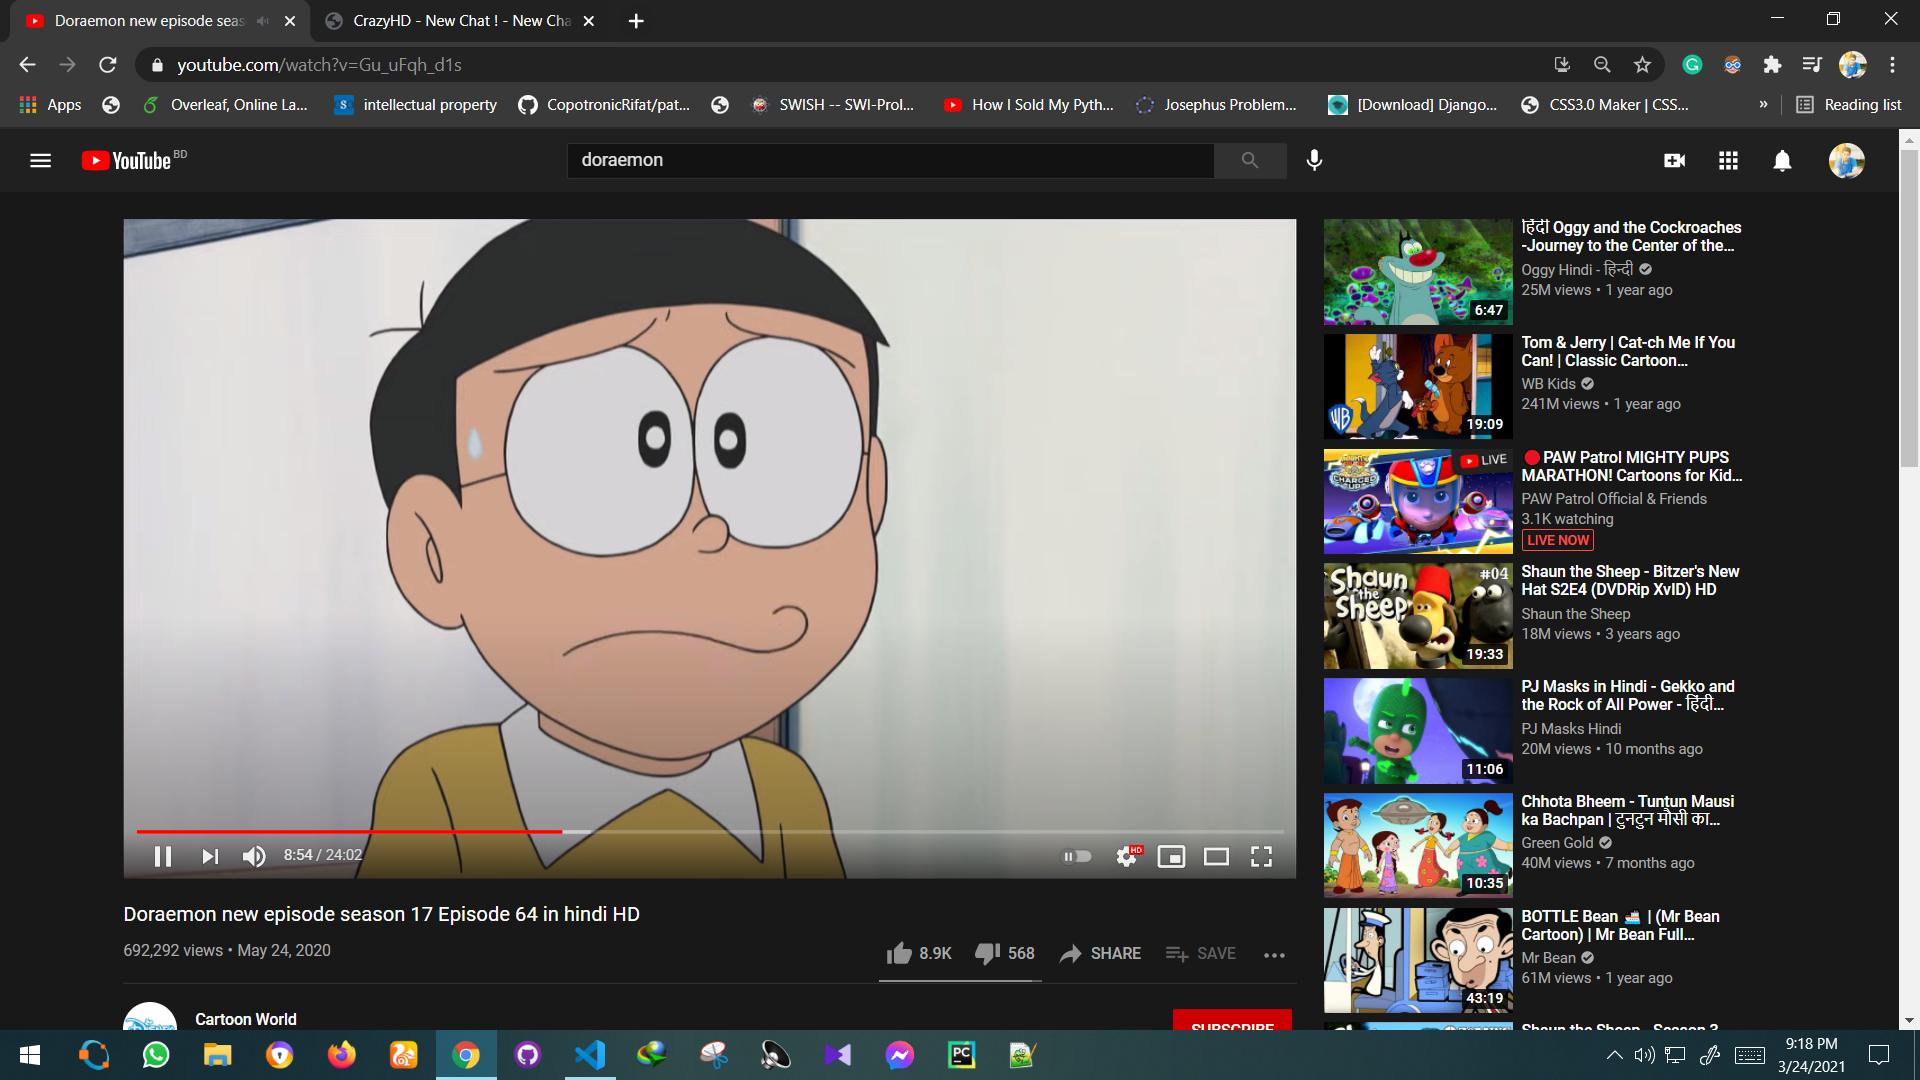 Doraemon new episode seas
CrazyHD - New Chat ! - New Cha
youtube.com/watch?v=Gu_uFqh_d1s
Apps
Overleaf, Online La...
intellectual property
CopotronicRifat/pat...
SWISH -- SWI-Prol...
How I Sold My Pyth...
Josephus Problem...
[Download] Django...
CSS3.0 Maker | CSS...
»
Reading list
YouTube BD
doraemon
8:54 / 24:02
HD
Doraemon new episode season 17 Episode 64 in hindi HD
692,292 views • May 24, 2020
8.9K
568
SHARE
SAVE
Cartoon World
SUBSCRIBE
6:47
हिंदी Oggy and the Cockroaches
-Journey to the Center of the...
Oggy Hindi - हिन्दी
25M views • 1 year ago
WB
19:09
Tom & Jerry | Cat-ch Me If You
Can! | Classic Cartoon...
WB Kids
241M views • 1 year ago
LIVE
CHARGED UP
PAW Patrol MIGHTY PUPS
MARATHON! Cartoons for Kid...
PAW Patrol Official & Friends
3.1K watching
LIVE NOW
Shaun the Sheep
#04
19:33
Shaun the Sheep - Bitzer's New
Hat S2E4 (DVDRip XvID) HD
Shaun the Sheep
18M views • 3 years ago
11:06
PJ Masks in Hindi - Gekko and
the Rock of All Power - हिंदी...
PJ Masks Hindi
20M views • 10 months ago
10:35
Chhota Bheem - Tuntun Mausi
ka Bachpan | टुनटुन मौसी का...
Green Gold
40M views • 7 months ago
43:19
BOTTLE Bean 🚢 | (Mr Bean
Cartoon) | Mr Bean Full...
Mr Bean
61M views • 1 year ago
Shaun the Sheep - Season 3
PC
9:18 PM
3/24/2021